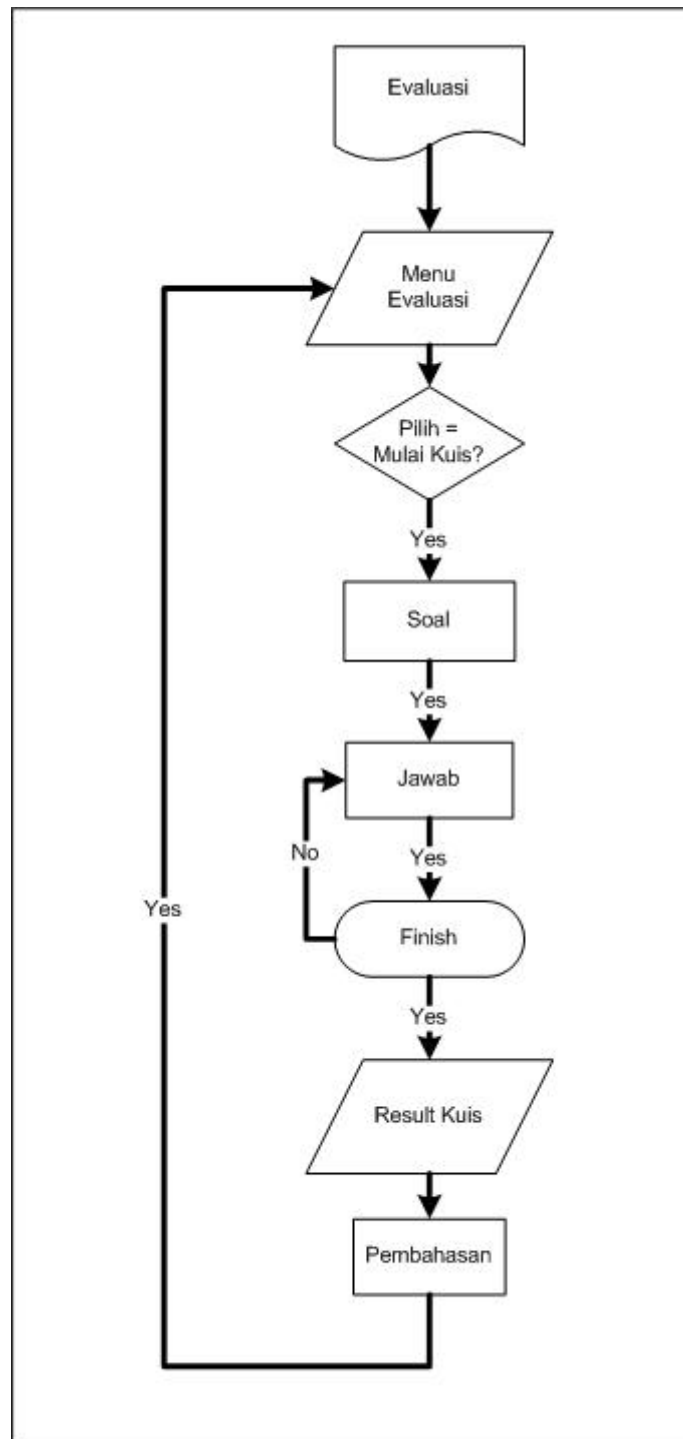 Evaluasi
Menu
Evaluasi
Pilih =
Mulai Kuis?
Yes
Soal
Yes
Jawab
No
Yes
Yes
Finish
Yes
Result Kuis
Pembahasan